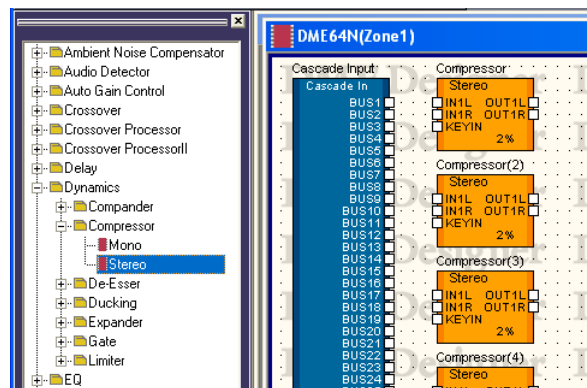 Ambient Noise Compensator
Audio Detector
Auto Gain Control
Crossover
Crossover Processor
Crossover ProcessorII
Delay
Dynamics
Compander
Compressor
Mono
Stereo
De-Esser
Ducking
Expander
Gate
Limiter
EQ
DME64N(Zone1)
Cascade Input
Cascade In
BUS1
BUS2
BUS3
BUS4
BUS5
BUS6
BUS7
BUS8
BUS9
BUS10
BUS11
BUS12
BUS13
BUS14
BUS15
BUS16
BUS17
BUS18
BUS19
BUS20
BUS21
BUS22
BUS23
BUS24
Compressor
Stereo
IN1L OUT1L
IN1R OUT1R
KEYIN
2%
Compressor(2)
Stereo
IN1L OUT1L
IN1R OUT1R
KEYIN
2%
Compressor(3)
Stereo
IN1L OUT1L
IN1R OUT1R
KEYIN
2%
Compressor(4)
Stereo